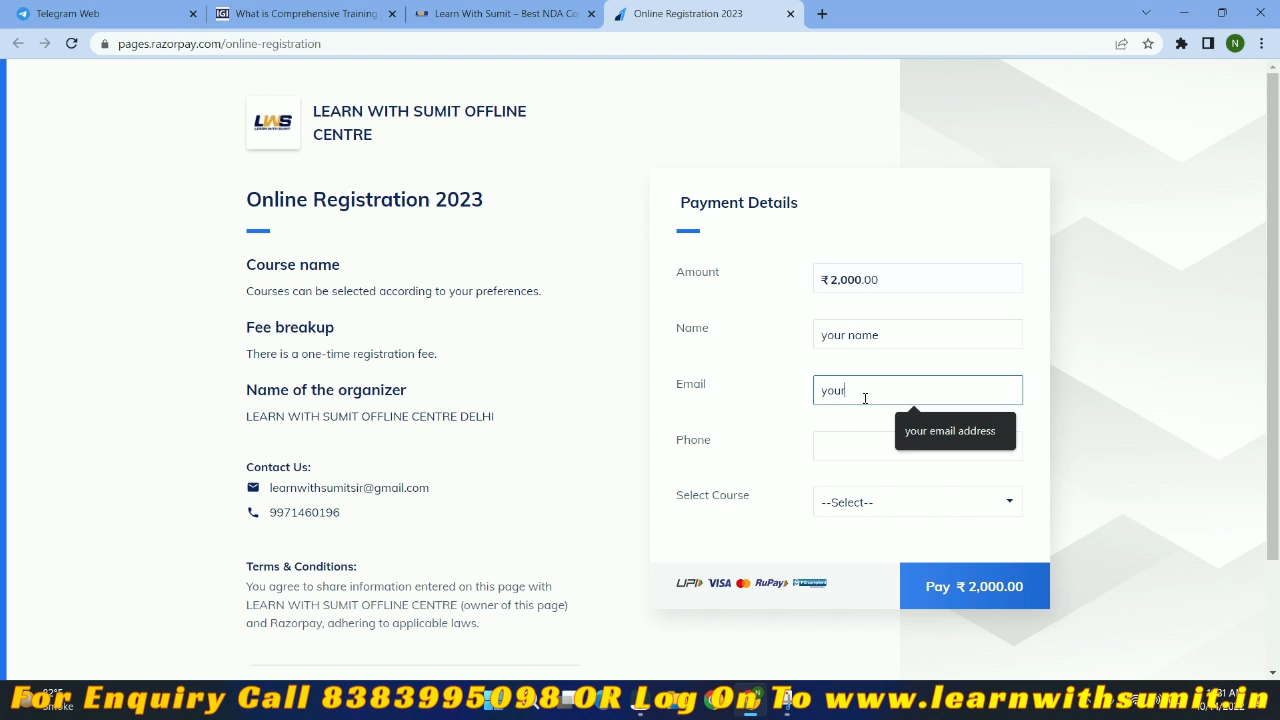 Telegram Web
WhatsApp
Learn With Sumit – Best NDA Co
Online Registration 2023
pages.razorpay.com/online-registration
N
LWS
LEARN WITH SUMIT
LEARN WITH SUMIT OFFLINE
CENTRE
Online Registration 2023
Course name
Courses can be selected according to your preferences.
Fee breakup
There is a one-time registration fee.
Name of the organizer
LEARN WITH SUMIT OFFLINE CENTRE DELHI
Contact Us:
learnwithsumitsir@gmail.com
9971460196
Terms & Conditions:
You agree to share information entered on this page with
LEARN WITH SUMIT OFFLINE CENTRE (owner of this page)
and Razorpay, adhering to applicable laws.
Payment Details
Amount ₹ 2,000.00
Name your name
Email your
your email address
Phone
Select Course --Select--
UPI VISA RuPay
Pay ₹ 2,000.00
For Enquiry Call 8383995098 OR Log On To www.learnwithsumit.in